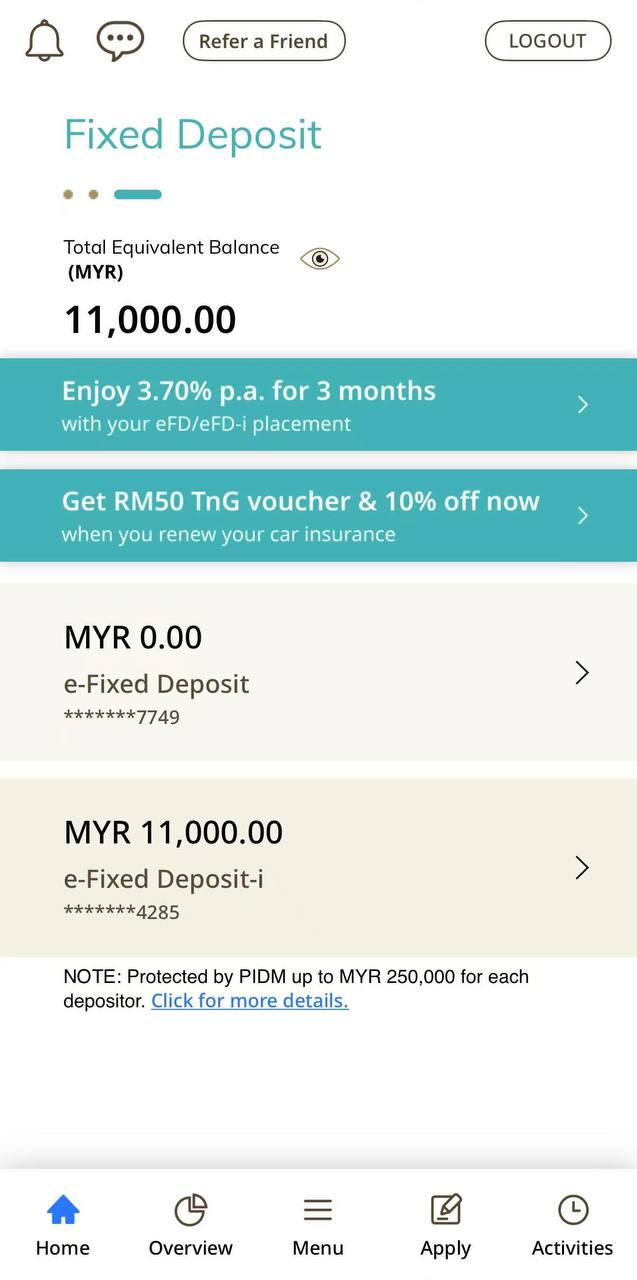 Refer a Friend
LOGOUT
Fixed Deposit
Total Equivalent Balance
(MYR)
11,000.00
Enjoy 3.70% p.a. for 3 months
with your eFD/eFD-i placement
Get RM50 TnG voucher & 10% off now
when you renew your car insurance
MYR 0.00
e-Fixed Deposit
*******7749
MYR 11,000.00
e-Fixed Deposit-i
*******4285
NOTE: Protected by PIDM up to MYR 250,000 for each
depositor. Click for more details.
Home
Overview
Menu
Apply
Activities